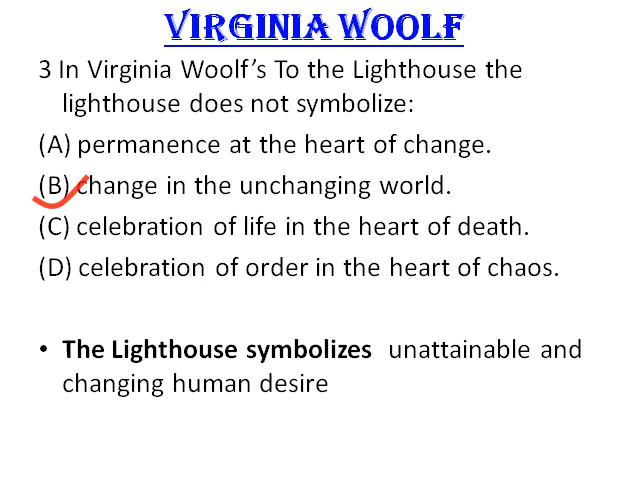 VIRGINIA WOOLF
3 In Virginia Woolf’s To the Lighthouse the
lighthouse does not symbolize:
(A) permanence at the heart of change.
(B) change in the unchanging world.
(C) celebration of life in the heart of death.
(D) celebration of order in the heart of chaos.
• The Lighthouse symbolizes unattainable and
changing human desire